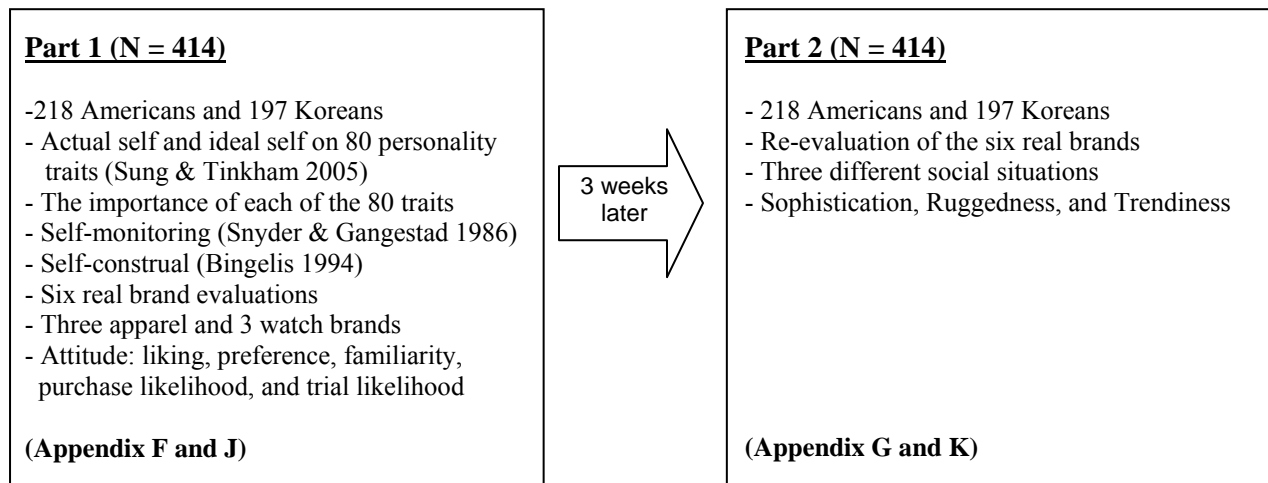 Part 1 (N = 414)
-218 Americans and 197 Koreans
- Actual self and ideal self on 80 personality
traits (Sung & Tinkham 2005)
- The importance of each of the 80 traits
- Self-monitoring (Snyder & Gangestad 1986)
- Self-construal (Bingelis 1994)
- Six real brand evaluations
- Three apparel and 3 watch brands
- Attitude: liking, preference, familiarity,
purchase likelihood, and trial likelihood
(Appendix F and J)
3 weeks
later
Part 2 (N = 414)
- 218 Americans and 197 Koreans
- Re-evaluation of the six real brands
- Three different social situations
- Sophistication, Ruggedness, and Trendiness
(Appendix G and K)